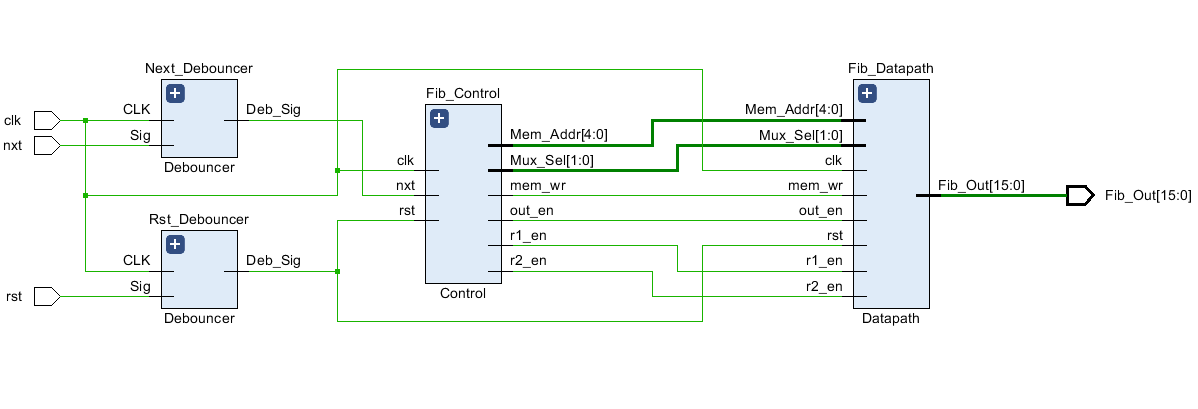 Next_Debouncer
clk
CLK
Deb_Sig
nxt
Sig
Debouncer
Rst_Debouncer
CLK
Deb_Sig
rst
Sig
Debouncer
Fib_Control
clk
nxt
rst
Mem_Addr[4:0]
Mux_Sel[1:0]
mem_wr
out_en
r1_en
r2_en
Control
Fib_Datapath
Mem_Addr[4:0]
Mux_Sel[1:0]
clk
mem_wr
out_en
rst
r1_en
r2_en
Fib_Out[15:0]
Datapath
Fib_Out[15:0]